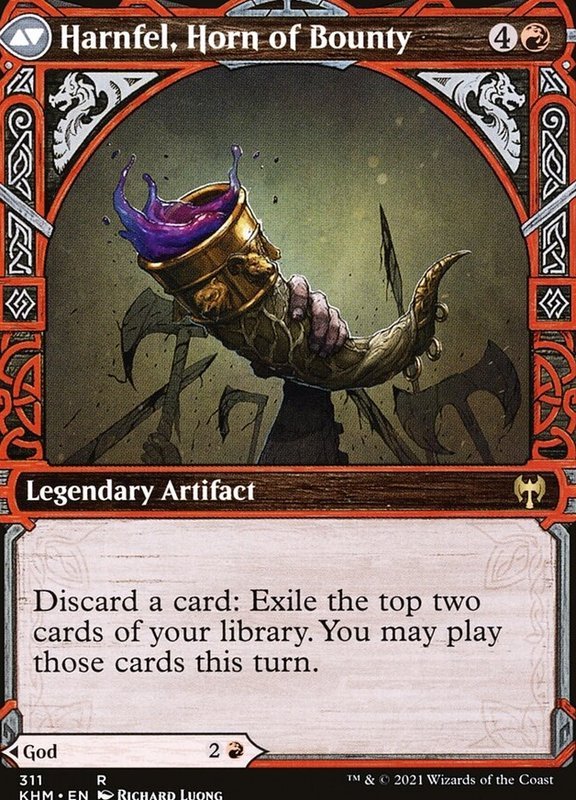 Harnfel, Horn of Bounty 4
Legendary Artifact
Discard a card: Exile the top two
cards of your library. You may play
those cards this turn.
God 2
311 R
KHM • EN Richard Luong
™ & © 2021 Wizards of the Coast